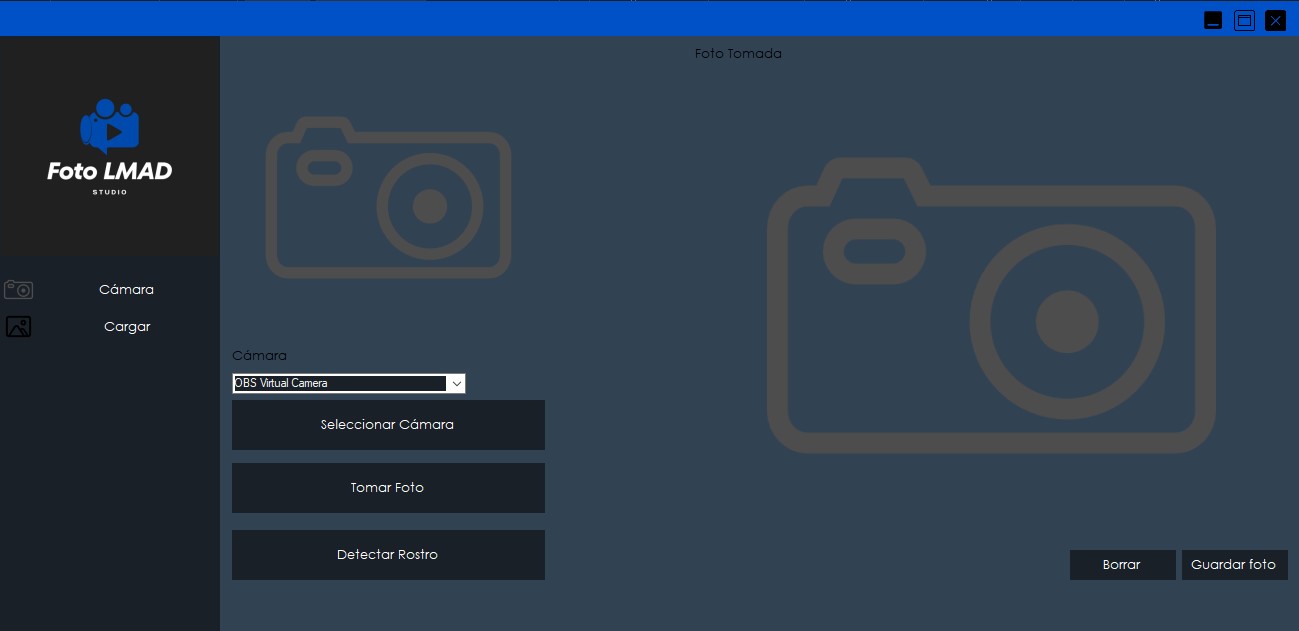 Foto LMAD
STUDIO
Cámara
Cargar
Foto Tomada
Cámara
OBS Virtual Camera
Seleccionar Cámara
Tomar Foto
Detectar Rostro
Borrar
Guardar foto